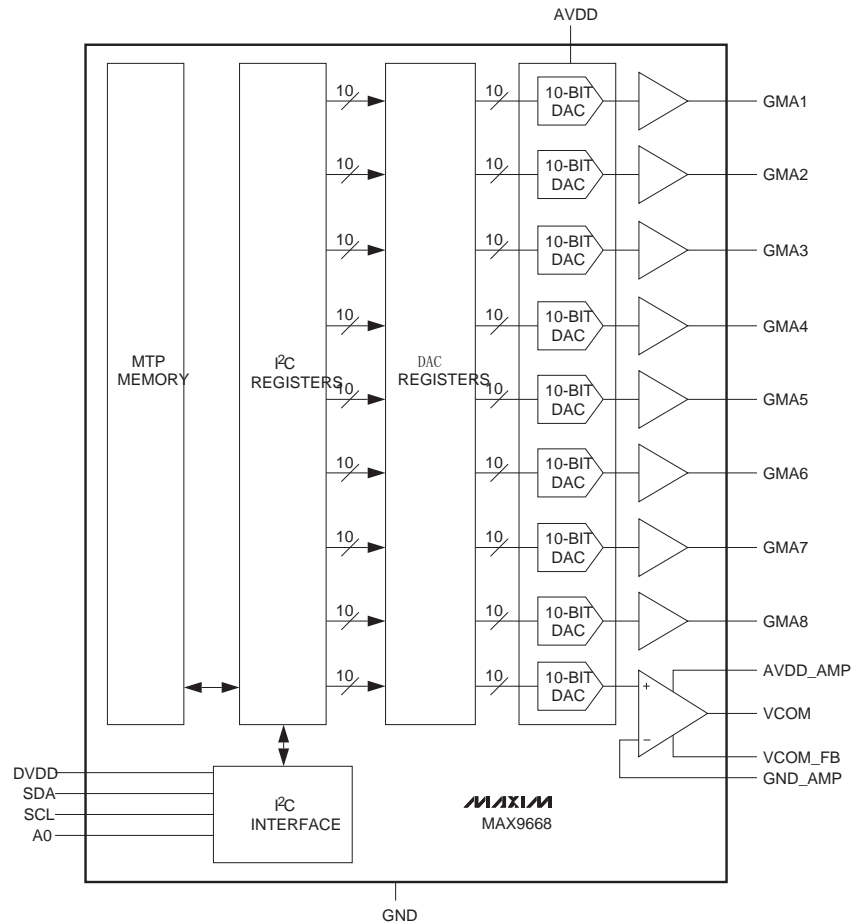 AVDD
10 10 10-BIT DAC GMA1
10 10 10-BIT DAC GMA2
10 10 10-BIT DAC GMA3
10 10 10-BIT DAC GMA4
MTP MEMORY
I²C REGISTERS
DAC REGISTERS
10 10 10-BIT DAC GMA5
10 10 10-BIT DAC GMA6
10 10 10-BIT DAC GMA7
10 10 10-BIT DAC GMA8
10 10 10-BIT DAC
+
−
AVDD_AMP
VCOM
VCOM_FB
GND_AMP
DVDD
SDA
SCL
A0
I²C INTERFACE
MAXIM
MAX9668
GND